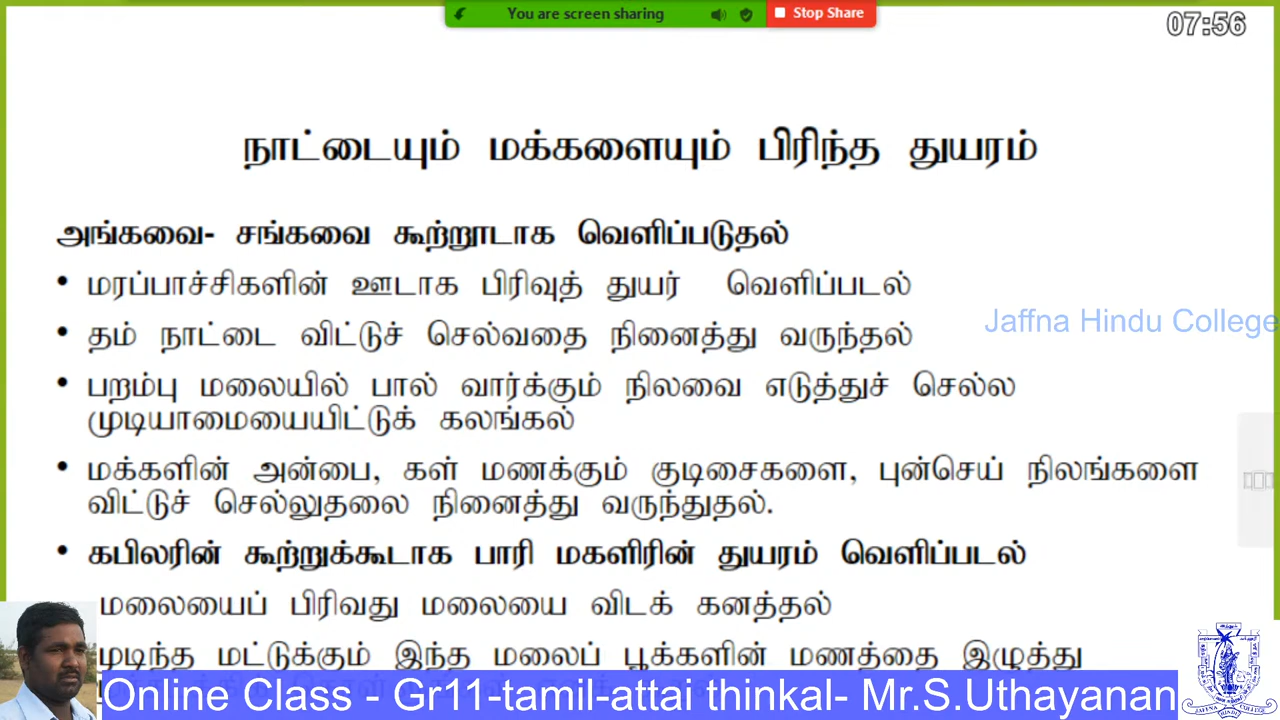 You are screen sharing
Stop Share
07:56
நாட்டையும் மக்களையும் பிரிந்த துயரம்
அங்கவை- சங்கவை கூற்றூடாக வெளிப்படுதல்
• மரப்பாச்சிகளின் ஊடாக பிரிவுத் துயர் வெளிப்படல்
Jaffna Hindu College
• தம் நாட்டை விட்டுச் செல்வதை நினைத்து வருந்தல்
• பறம்பு மலையில் பால் வார்க்கும் நிலவை எடுத்துச் செல்ல
முடியாமையையிட்டுக் கலங்கல்
• மக்களின் அன்பை, கள் மணக்கும் குடிசைகளை, புன்செய் நிலங்களை
விட்டுச் செல்லுதலை நினைத்து வருந்துதல்.
• கபிலரின் கூற்றுக்கூடாக பாரி மகளிரின் துயரம் வெளிப்படல்
மலையைப் பிரிவது மலையை விடக் கனத்தல்
முடிந்த மட்டுக்கும் இந்த மலைப் பூக்களின் மணத்தை இழுத்து
Online Class - Gr11-tamil-attai thinkal- Mr.S.Uthayanan